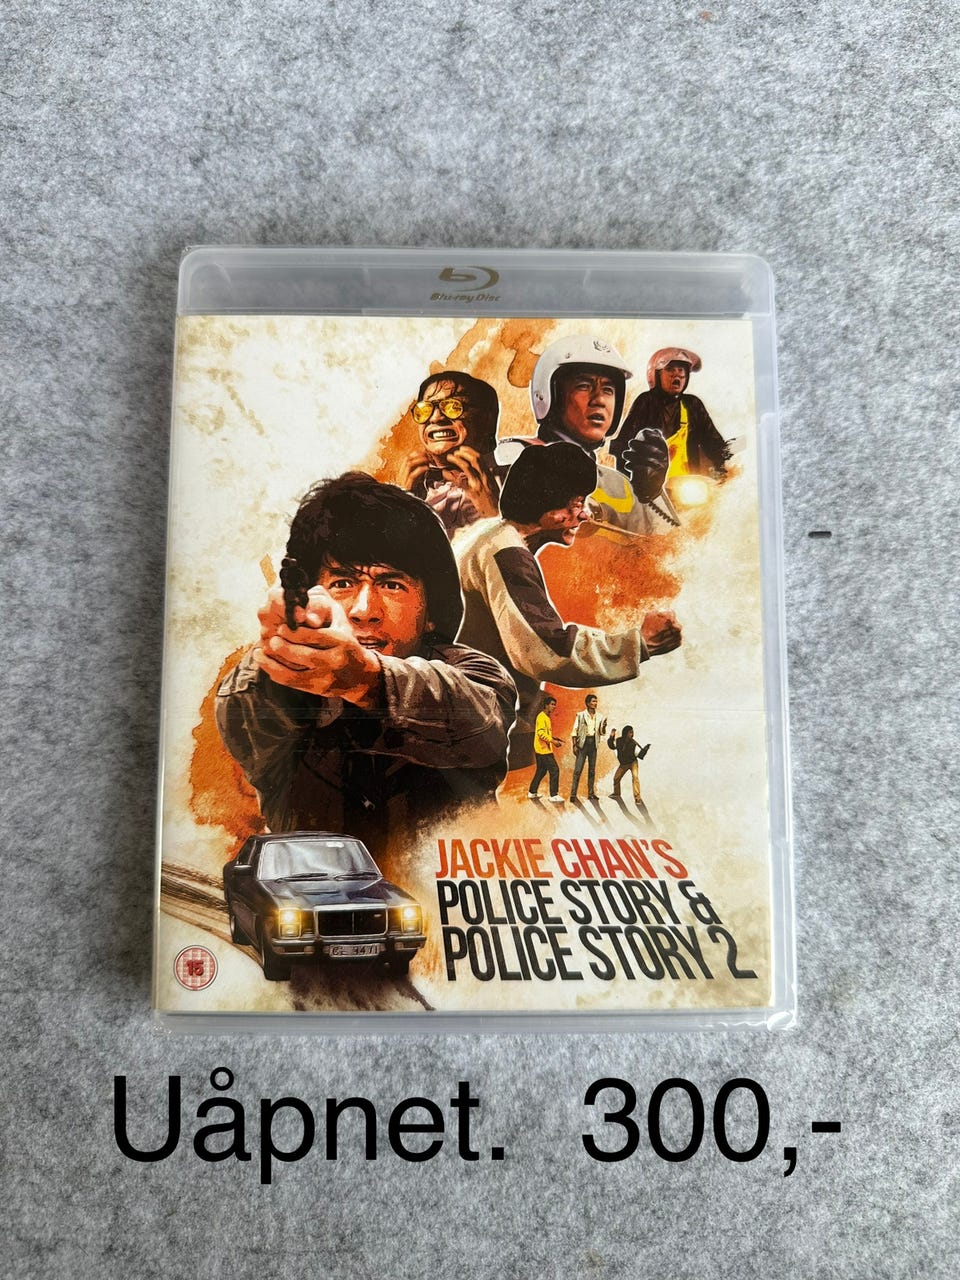 Blu-ray Disc
JACKIE CHAN'S
POLICE STORY &
POLICE STORY 2
15
Uåpnet. 300,-
-